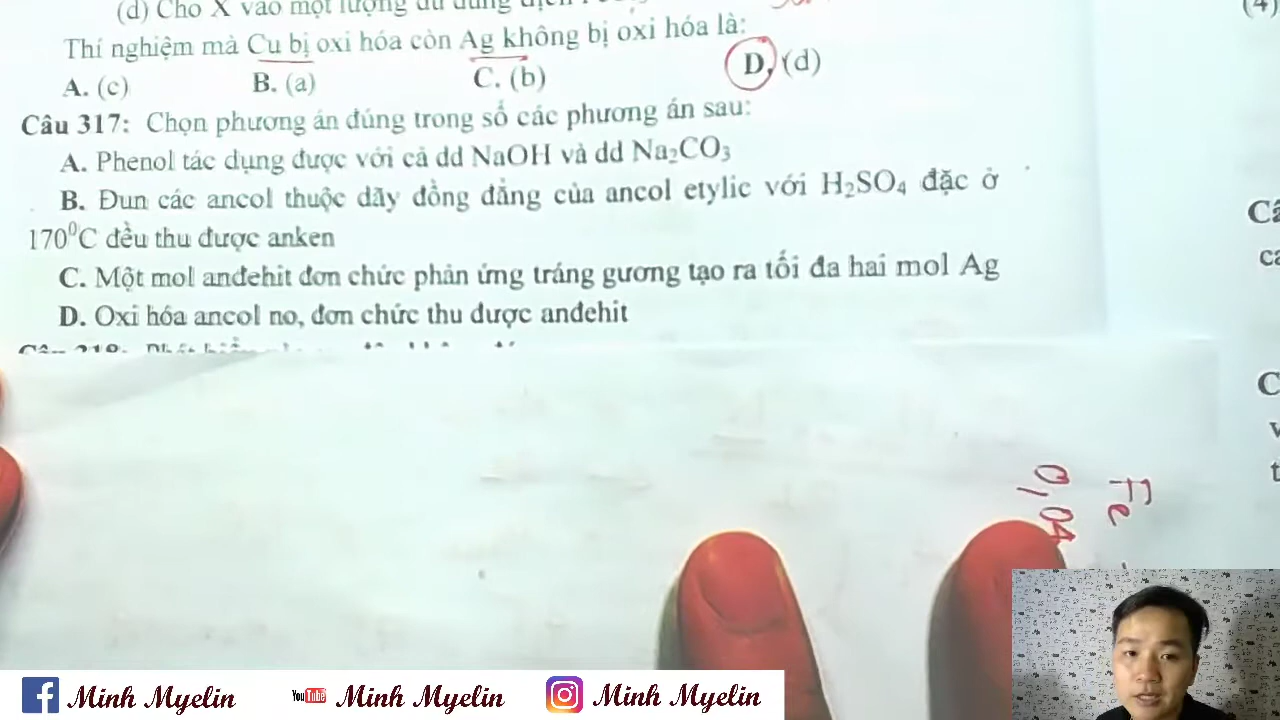 (d) Cho X vào một lượng dư dung dịch
(4)
Thí nghiệm mà Cu bị oxi hóa còn Ag không bị oxi hóa là:
A. (c) B. (a) C. (b) D. (d)
Câu 317: Chọn phương án đúng trong số các phương án sau:
A. Phenol tác dụng được với cả dd NaOH và dd Na₂CO₃
B. Đun các ancol thuộc dãy đồng đẳng của ancol etylic với H₂SO₄ đặc ở
170⁰C đều thu được anken
C. Một mol anđehit đơn chức phản ứng tráng gương tạo ra tối đa hai mol Ag
D. Oxi hóa ancol no, đơn chức thu được anđehit
Fe
0,04
Minh Myelin
YouTube Minh Myelin
Minh Myelin